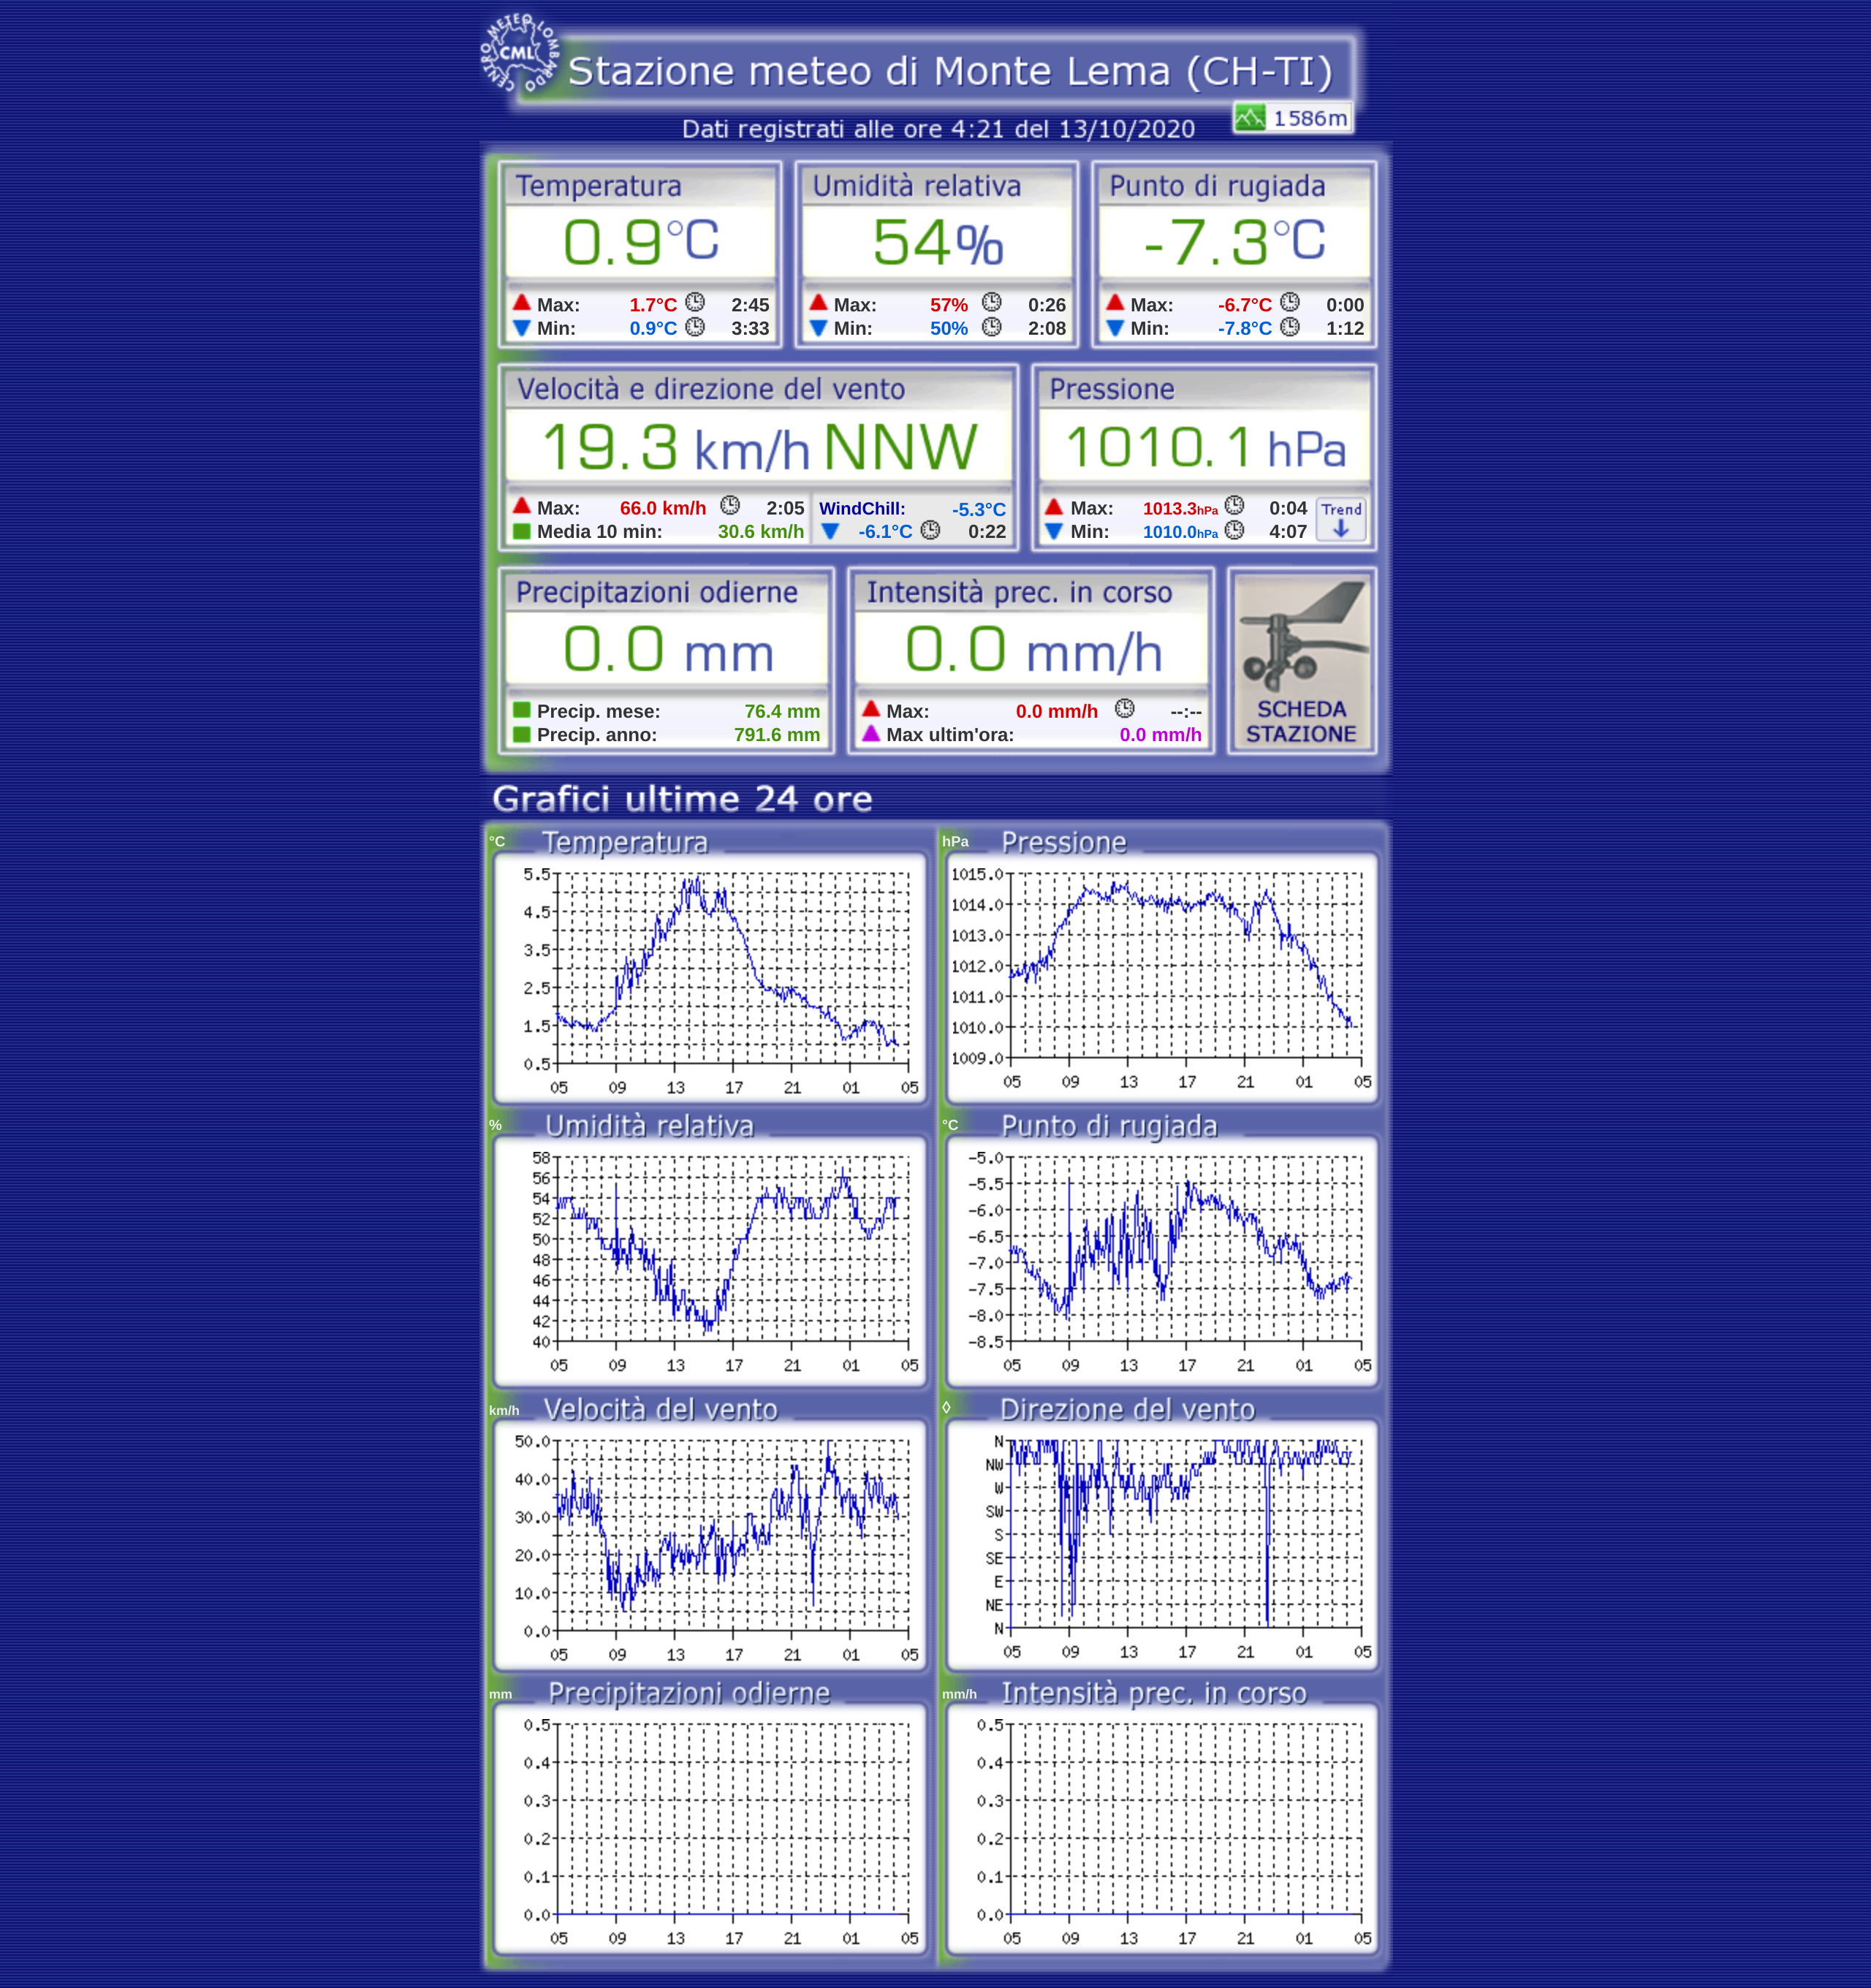 CENTRO METEO LOMBARDO
CML
Stazione meteo di Monte Lema (CH-TI)
1586m
Dati registrati alle ore 4:21 del 13/10/2020
Temperatura
0.9°C
Max: 1.7°C 2:45
Min: 0.9°C 3:33
Umidità relativa
54%
Max: 57% 0:26
Min: 50% 2:08
Punto di rugiada
-7.3°C
Max: -6.7°C 0:00
Min: -7.8°C 1:12
Velocità e direzione del vento
19.3 km/h NNW
Max: 66.0 km/h 2:05
Media 10 min: 30.6 km/h
WindChill: -5.3°C
-6.1°C 0:22
Pressione
1010.1 hPa
Max: 1013.3hPa 0:04
Min: 1010.0hPa 4:07
Trend
Precipitazioni odierne
0.0 mm
Precip. mese: 76.4 mm
Precip. anno: 791.6 mm
Intensità prec. in corso
0.0 mm/h
Max: 0.0 mm/h --:--
Max ultim'ora: 0.0 mm/h
SCHEDA
STAZIONE
Grafici ultime 24 ore
°C Temperatura
5.5
4.5
3.5
2.5
1.5
0.5
05 09 13 17 21 01 05
hPa Pressione
1015.0
1014.0
1013.0
1012.0
1011.0
1010.0
1009.0
05 09 13 17 21 01 05
% Umidità relativa
58
56
54
52
50
48
46
44
42
40
05 09 13 17 21 01 05
°C Punto di rugiada
-5.0
-5.5
-6.0
-6.5
-7.0
-7.5
-8.0
-8.5
05 09 13 17 21 01 05
km/h Velocità del vento
50.0
40.0
30.0
20.0
10.0
0.0
05 09 13 17 21 01 05
◊ Direzione del vento
N
NW
W
SW
S
SE
E
NE
N
05 09 13 17 21 01 05
mm Precipitazioni odierne
0.5
0.4
0.3
0.2
0.1
0.0
05 09 13 17 21 01 05
mm/h Intensità prec. in corso
0.5
0.4
0.3
0.2
0.1
0.0
05 09 13 17 21 01 05